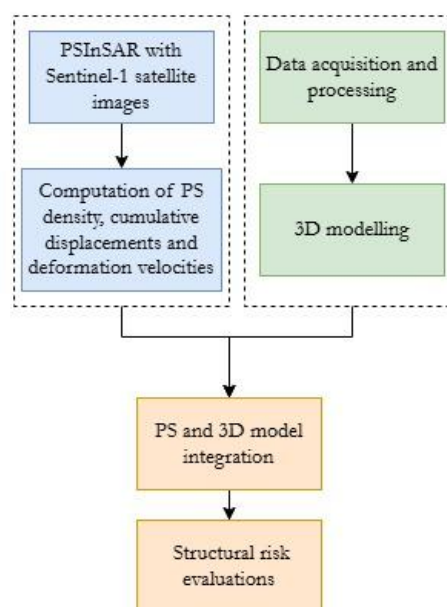 PSInSAR with
Sentinel-1 satellite
images
Computation of PS
density, cumulative
displacements and
deformation velocities
Data acquisition and
processing
3D modelling
PS and 3D model
integration
Structural risk
evaluations